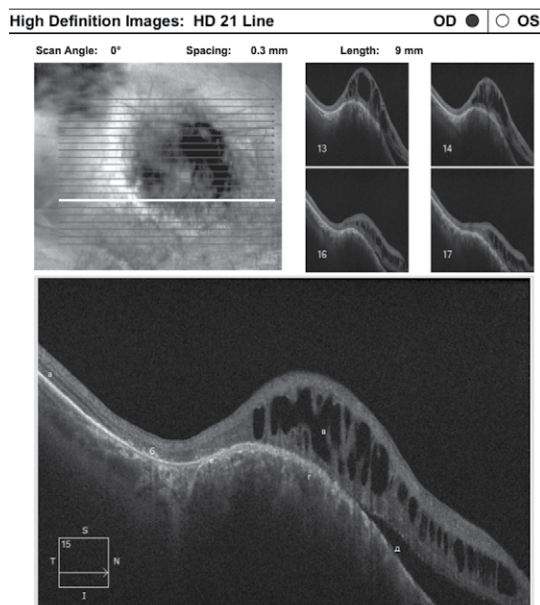 High Definition Images: HD 21 Line OD ● ○ OS
Scan Angle: 0° Spacing: 0.3 mm Length: 9 mm
13
14
16
17
а
б
в
г
д
15
S
T N
I